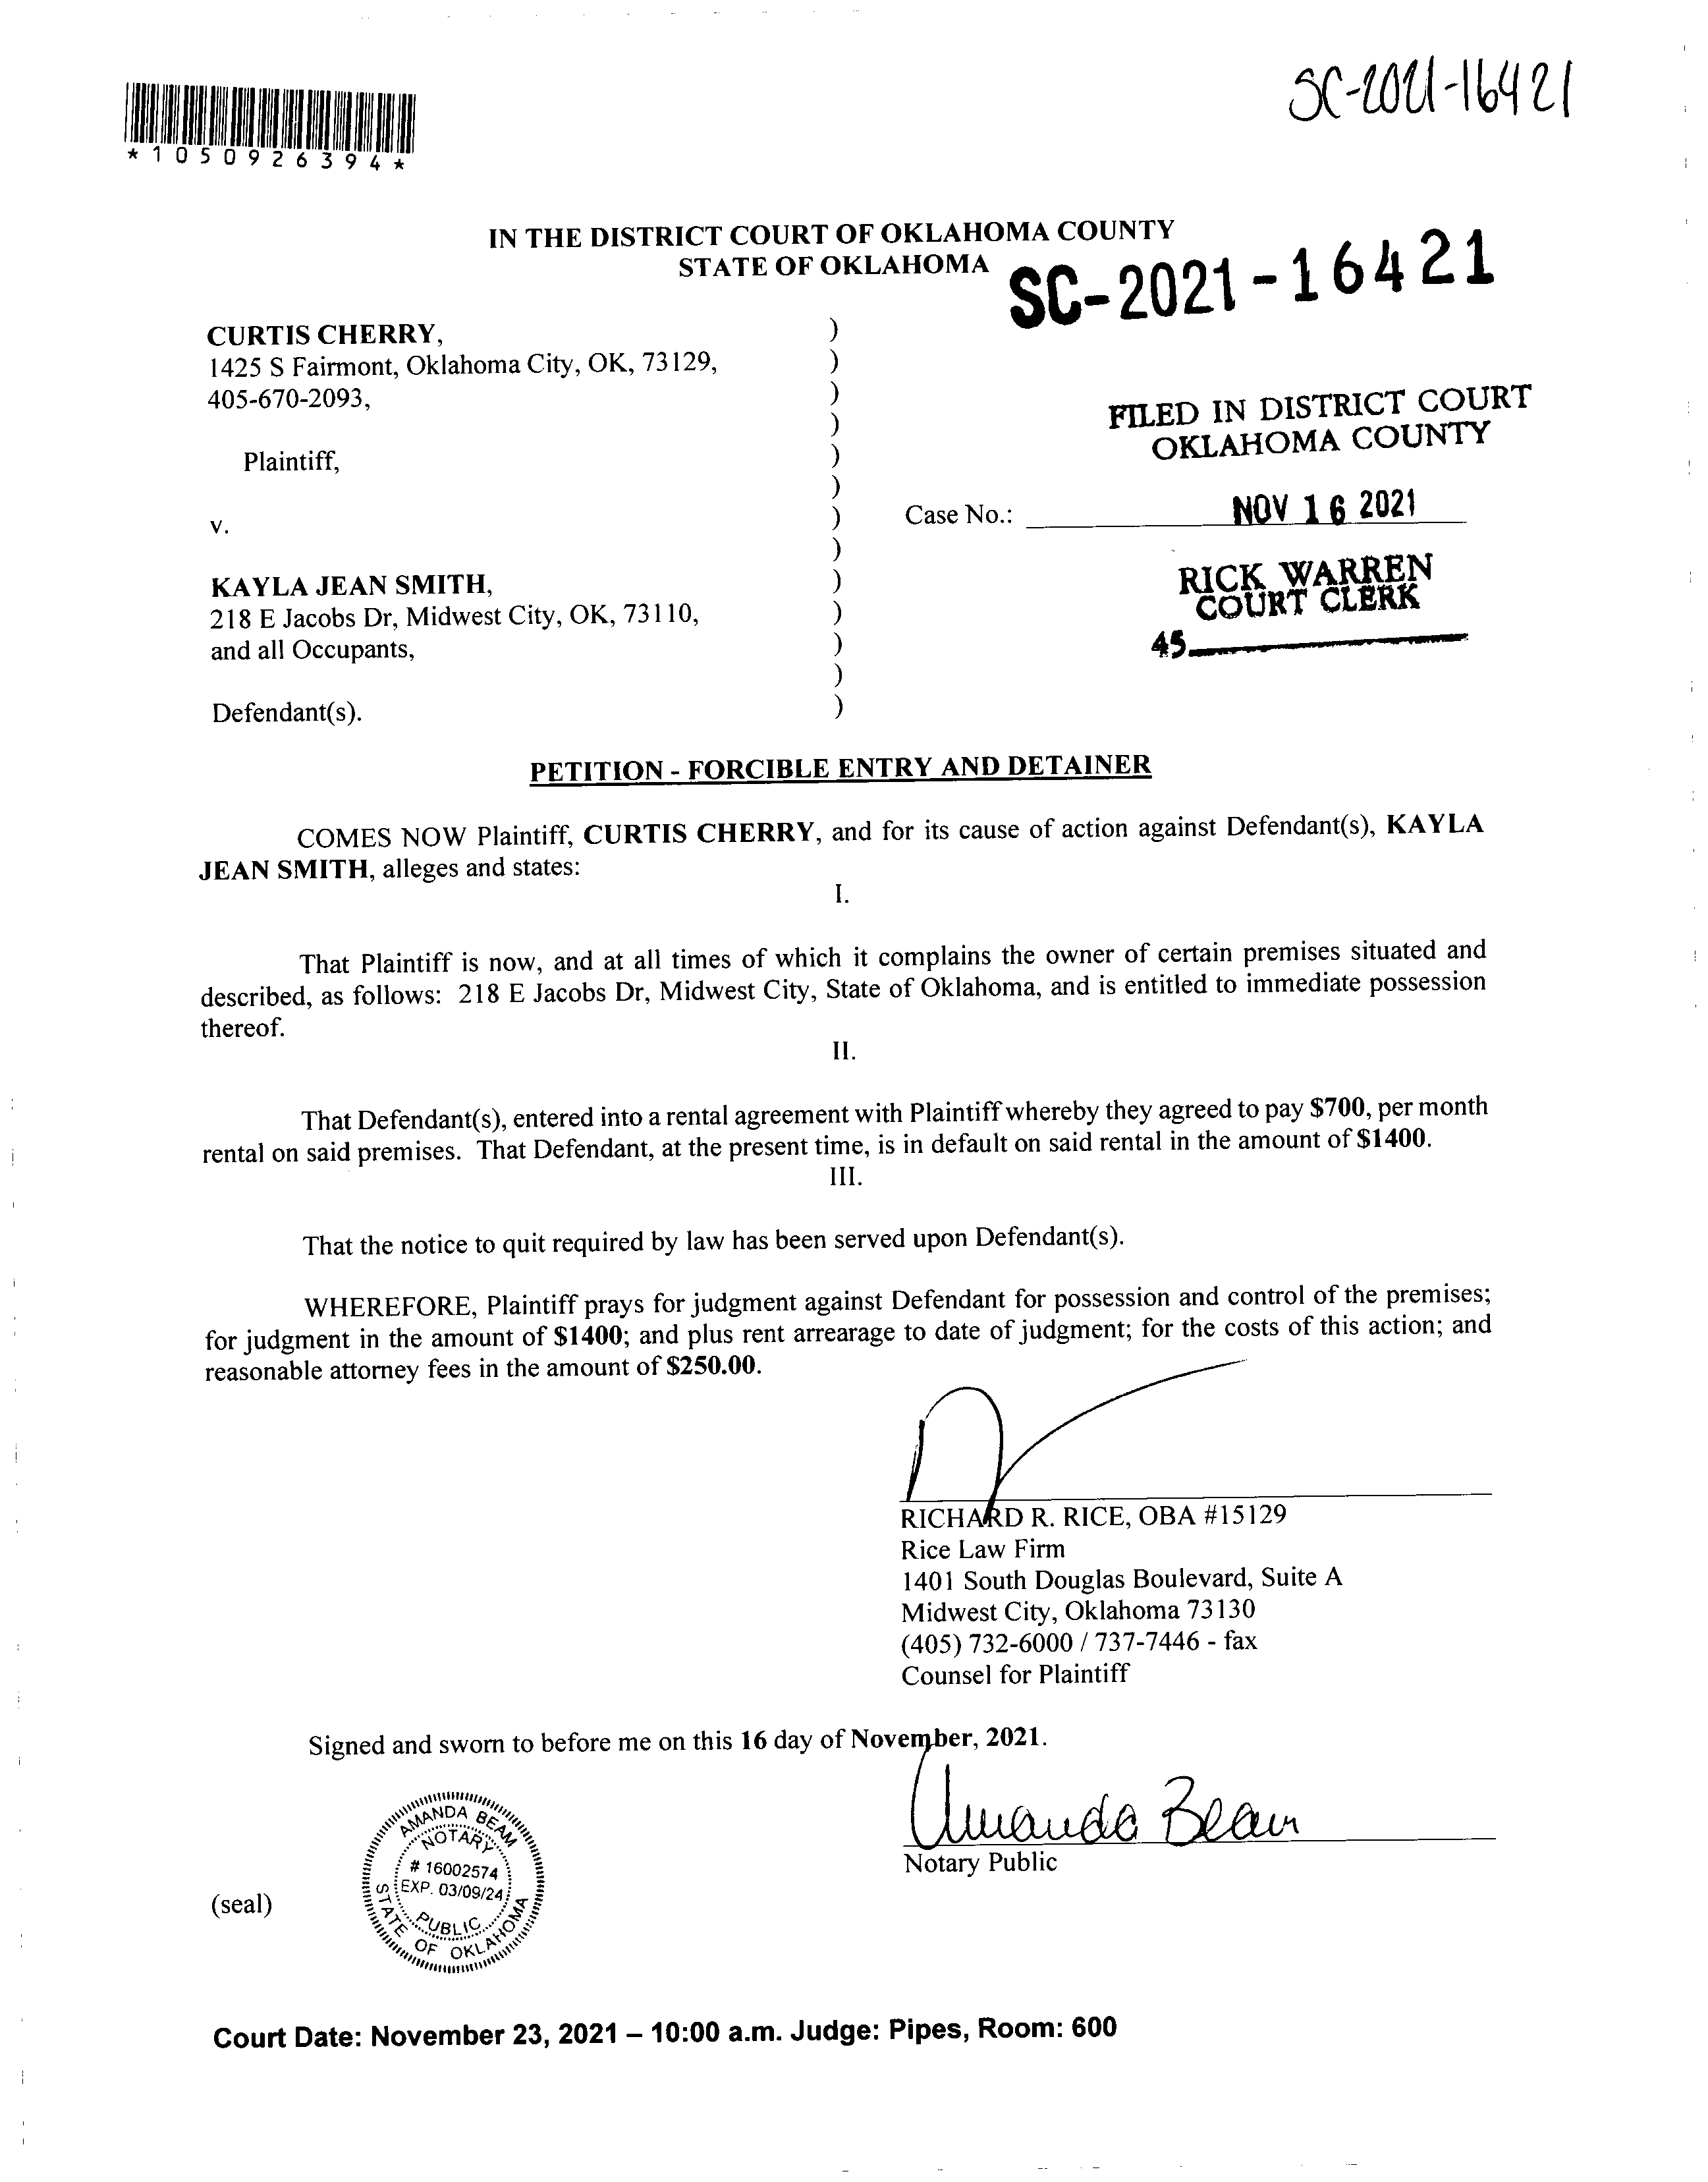 SC-2021-16421
*1050926394*
IN THE DISTRICT COURT OF OKLAHOMA COUNTY
STATE OF OKLAHOMA
SC-2021-16421
CURTIS CHERRY,
1425 S Fairmont, Oklahoma City, OK, 73129,
405-670-2093,
Plaintiff,
v.
KAYLA JEAN SMITH,
218 E Jacobs Dr, Midwest City, OK, 73110,
and all Occupants,
Defendant(s).
)
)
)
)
)
)
)
)
)
)
)
)
)
FILED IN DISTRICT COURT
OKLAHOMA COUNTY
Case No.: NOV 16 2021
RICK WARREN
COURT CLERK
45
PETITION - FORCIBLE ENTRY AND DETAINER
COMES NOW Plaintiff, CURTIS CHERRY, and for its cause of action against Defendant(s), KAYLA
JEAN SMITH, alleges and states:
I.
That Plaintiff is now, and at all times of which it complains the owner of certain premises situated and
described, as follows: 218 E Jacobs Dr, Midwest City, State of Oklahoma, and is entitled to immediate possession
thereof.
II.
That Defendant(s), entered into a rental agreement with Plaintiff whereby they agreed to pay $700, per month
rental on said premises. That Defendant, at the present time, is in default on said rental in the amount of $1400.
III.
That the notice to quit required by law has been served upon Defendant(s).
WHEREFORE, Plaintiff prays for judgment against Defendant for possession and control of the premises;
for judgment in the amount of $1400; and plus rent arrearage to date of judgment; for the costs of this action; and
reasonable attorney fees in the amount of $250.00.
RICHARD R. RICE, OBA #15129
Rice Law Firm
1401 South Douglas Boulevard, Suite A
Midwest City, Oklahoma 73130
(405) 732-6000 / 737-7446 - fax
Counsel for Plaintiff
Signed and sworn to before me on this 16 day of November, 2021.
Amanda Beam
Notary Public
(seal)
AMANDA BEAM
NOTARY
# 16002574
EXP. 03/09/24
PUBLIC
STATE OF OKLAHOMA
Court Date: November 23, 2021 – 10:00 a.m. Judge: Pipes, Room: 600